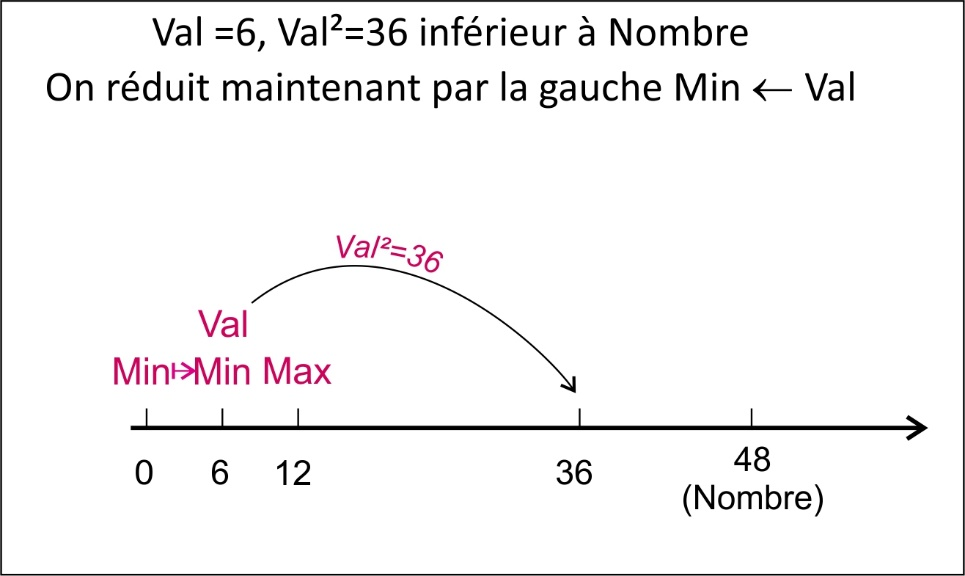 Val =6, Val²=36 inférieur à Nombre
On réduit maintenant par la gauche Min ← Val
Val²=36
Val
Min↦Min Max
0 6 12 36 48
(Nombre)